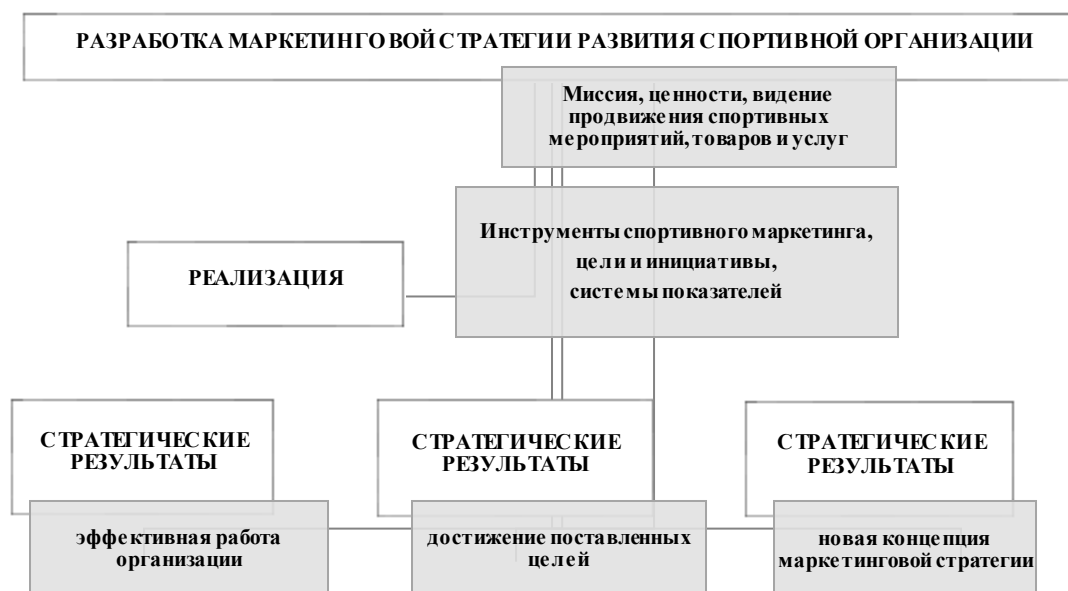 РАЗРАБОТКА МАРКЕТИНГОВОЙ СТРАТЕГИИ РАЗВИТИЯ СПОРТИВНОЙ ОРГАНИЗАЦИИ
Миссия, ценности, видение
продвижения спортивных
мероприятий, товаров и услуг
Инструменты спортивного маркетинга,
цели и инициативы,
системы показателей
РЕАЛИЗАЦИЯ
СТРАТЕГИЧЕСКИЕ
РЕЗУЛЬТАТЫ
эффективная работа
организации
СТРАТЕГИЧЕСКИЕ
РЕЗУЛЬТАТЫ
достижение поставленных
целей
СТРАТЕГИЧЕСКИЕ
РЕЗУЛЬТАТЫ
новая концепция
маркетинговой стратегии